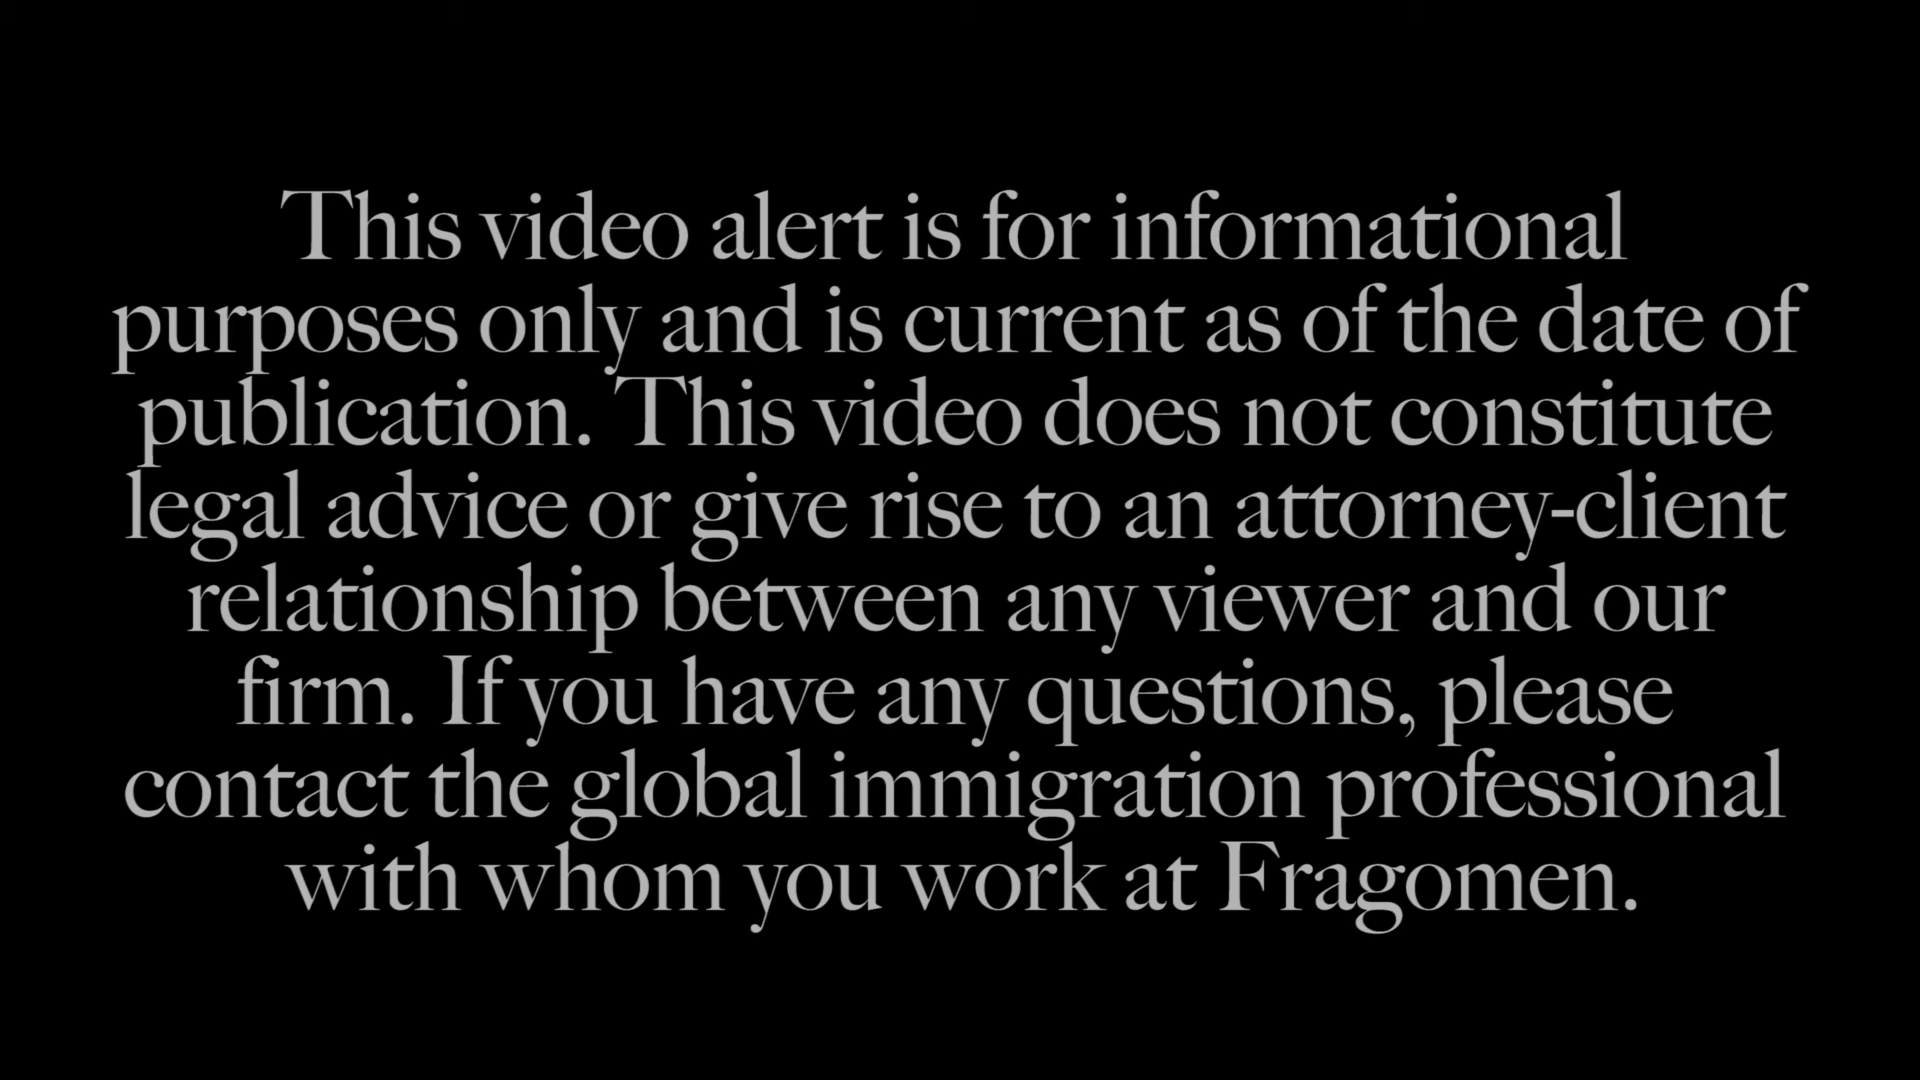 This video alert is for informational
purposes only and is current as of the date of
publication. This video does not constitute
legal advice or give rise to an attorney-client
relationship between any viewer and our
firm. If you have any questions, please
contact the global immigration professional
with whom you work at Fragomen.